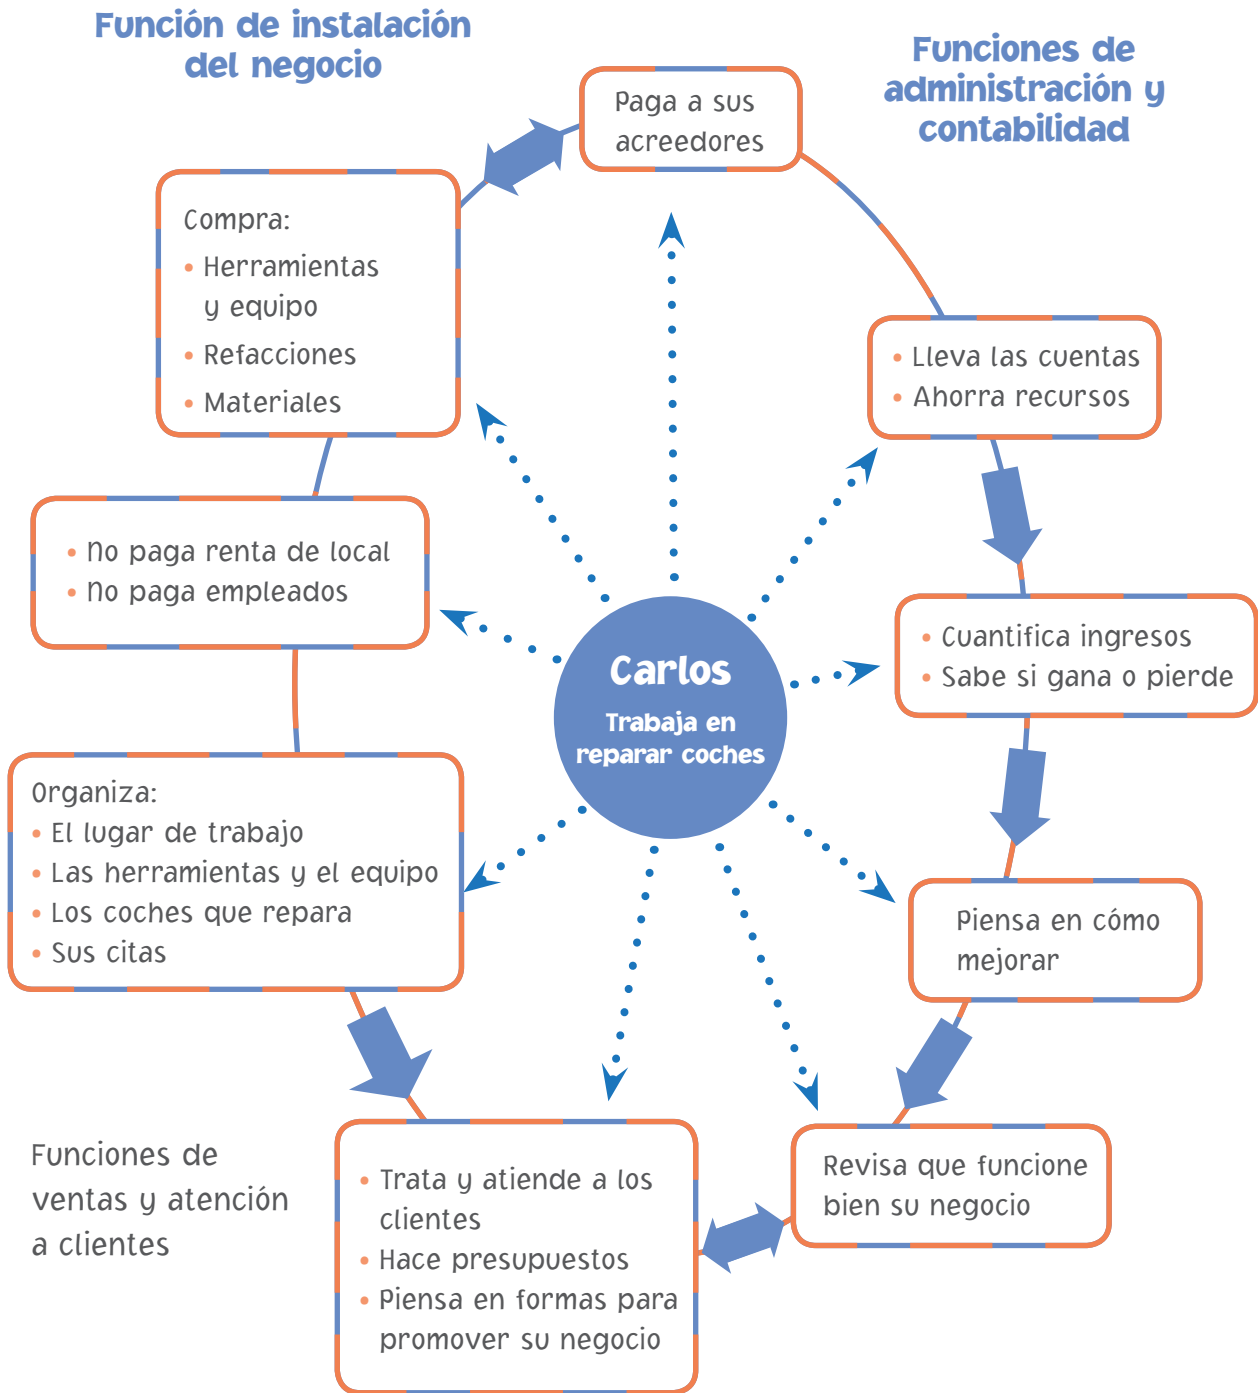 Función de instalación
del negocio
Funciones de
administración y
contabilidad
Paga a sus
acreedores
Compra:
• Herramientas
y equipo
• Refacciones
• Materiales
• Lleva las cuentas
• Ahorra recursos
• No paga renta de local
• No paga empleados
• Cuantifica ingresos
• Sabe si gana o pierde
Carlos
Trabaja en
reparar coches
Organiza:
• El lugar de trabajo
• Las herramientas y el equipo
• Los coches que repara
• Sus citas
Piensa en cómo
mejorar
Funciones de
ventas y atención
a clientes
• Trata y atiende a los
clientes
• Hace presupuestos
• Piensa en formas para
promover su negocio
Revisa que funcione
bien su negocio